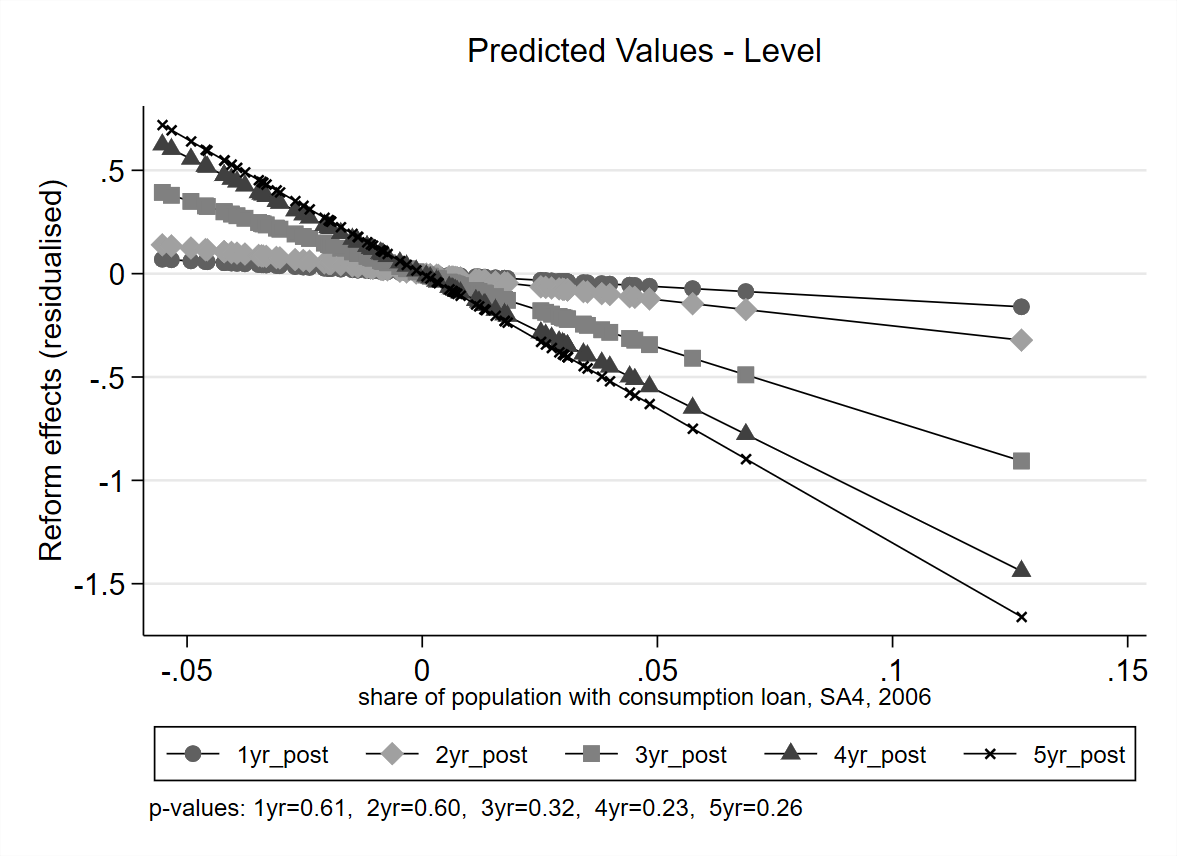 Predicted Values - Level
Reform effects (residualised)
.5
0
-.5
-1
-1.5
-.05 0 .05 .1 .15
share of population with consumption loan, SA4, 2006
1yr_post 2yr_post 3yr_post 4yr_post 5yr_post
p-values: 1yr=0.61, 2yr=0.60, 3yr=0.32, 4yr=0.23, 5yr=0.26